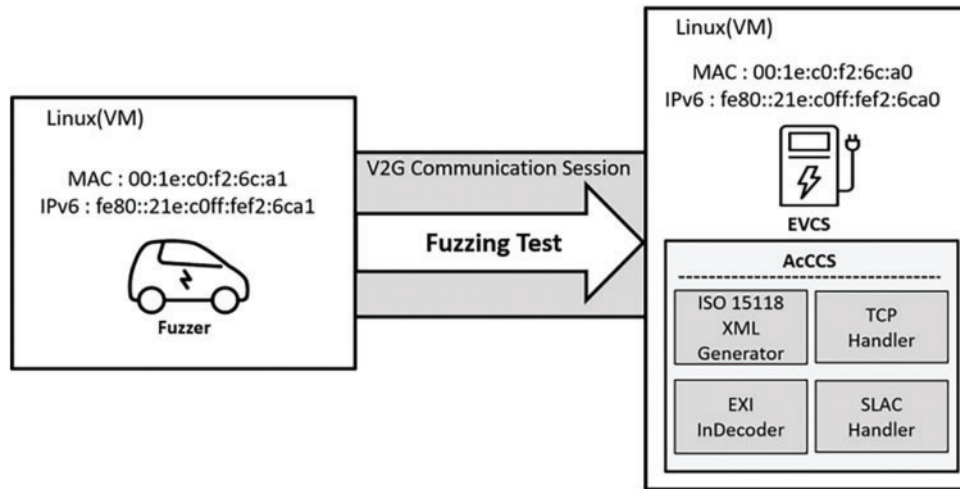 Linux(VM)
MAC : 00:1e:c0:f2:6c:a1
IPv6 : fe80::21e:c0ff:fef2:6ca1
Fuzzer
V2G Communication Session
Fuzzing Test
Linux(VM)
MAC : 00:1e:c0:f2:6c:a0
IPv6 : fe80::21e:c0ff:fef2:6ca0
EVCS
AcCCS
ISO 15118
XML
Generator
TCP
Handler
EXI
InDecoder
SLAC
Handler